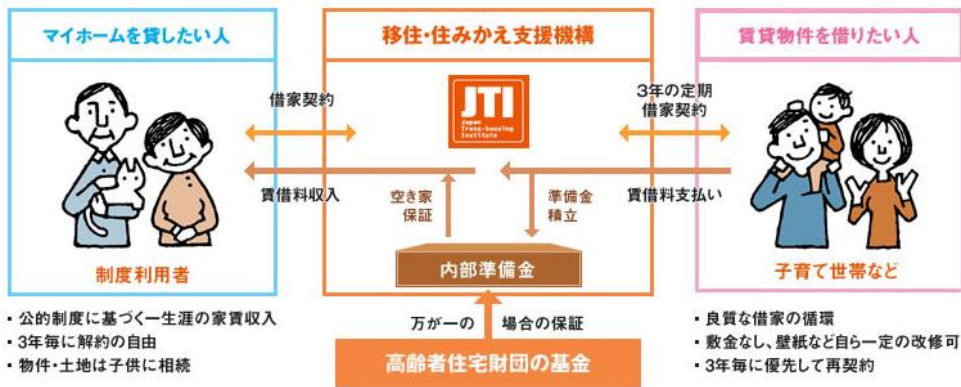 マイホームを貸したい人
移住・住みかえ支援機構
賃貸物件を借りたい人
JTI
Japan
Trans-housing
Institute
借家契約
3年の定期
借家契約
賃借料収入
空き家
保証
準備金
積立
賃借料支払い
内部準備金
制度利用者
子育て世帯など
万が一の 場合の保証
高齢者住宅財団の基金
▪ 公的制度に基づく一生涯の家賃収入
▪ 3年毎に解約の自由
▪ 物件・土地は子供に相続
▪ 良質な借家の循環
▪ 敷金なし、壁紙など自ら一定の改修可
▪ 3年毎に優先して再契約